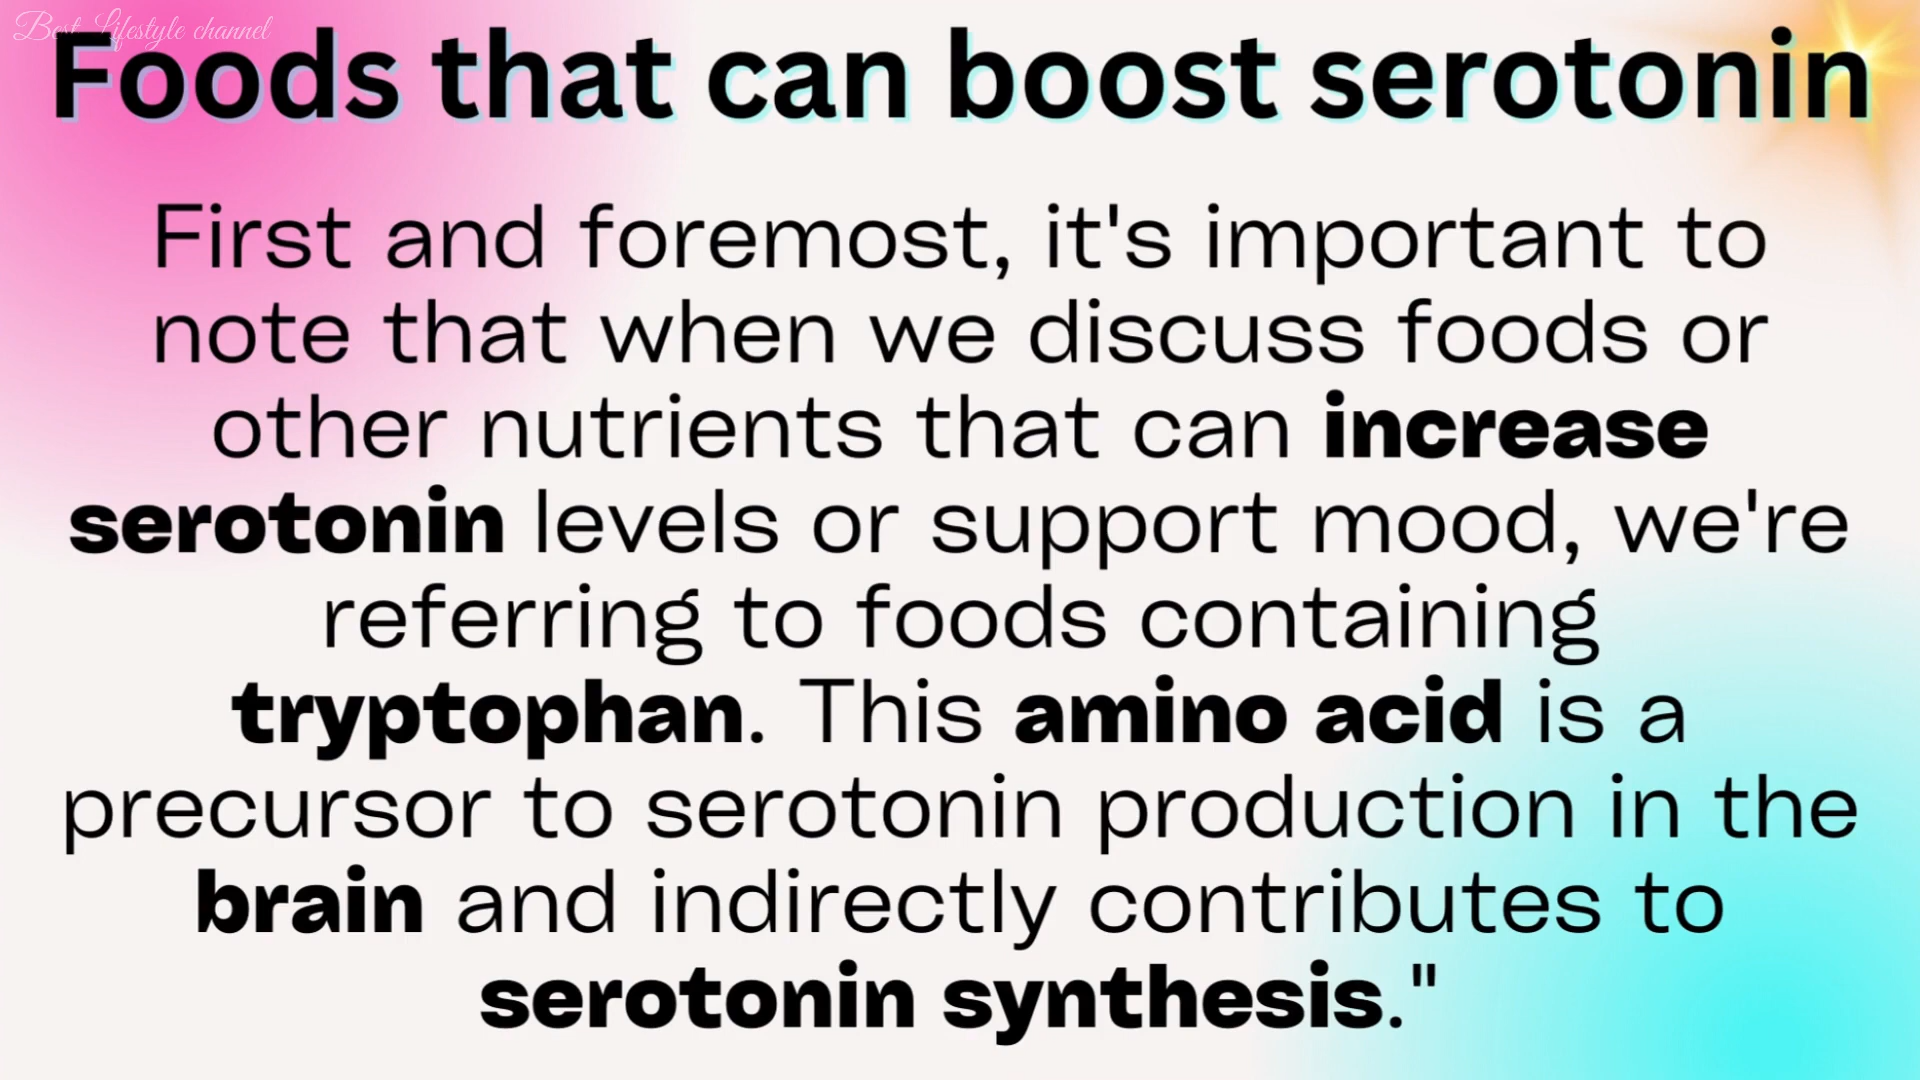 Best Lifestyle channel
Foods that can boost serotonin
First and foremost, it's important to
note that when we discuss foods or
other nutrients that can increase
serotonin levels or support mood, we're
referring to foods containing
tryptophan. This amino acid is a
precursor to serotonin production in the
brain and indirectly contributes to
serotonin synthesis."